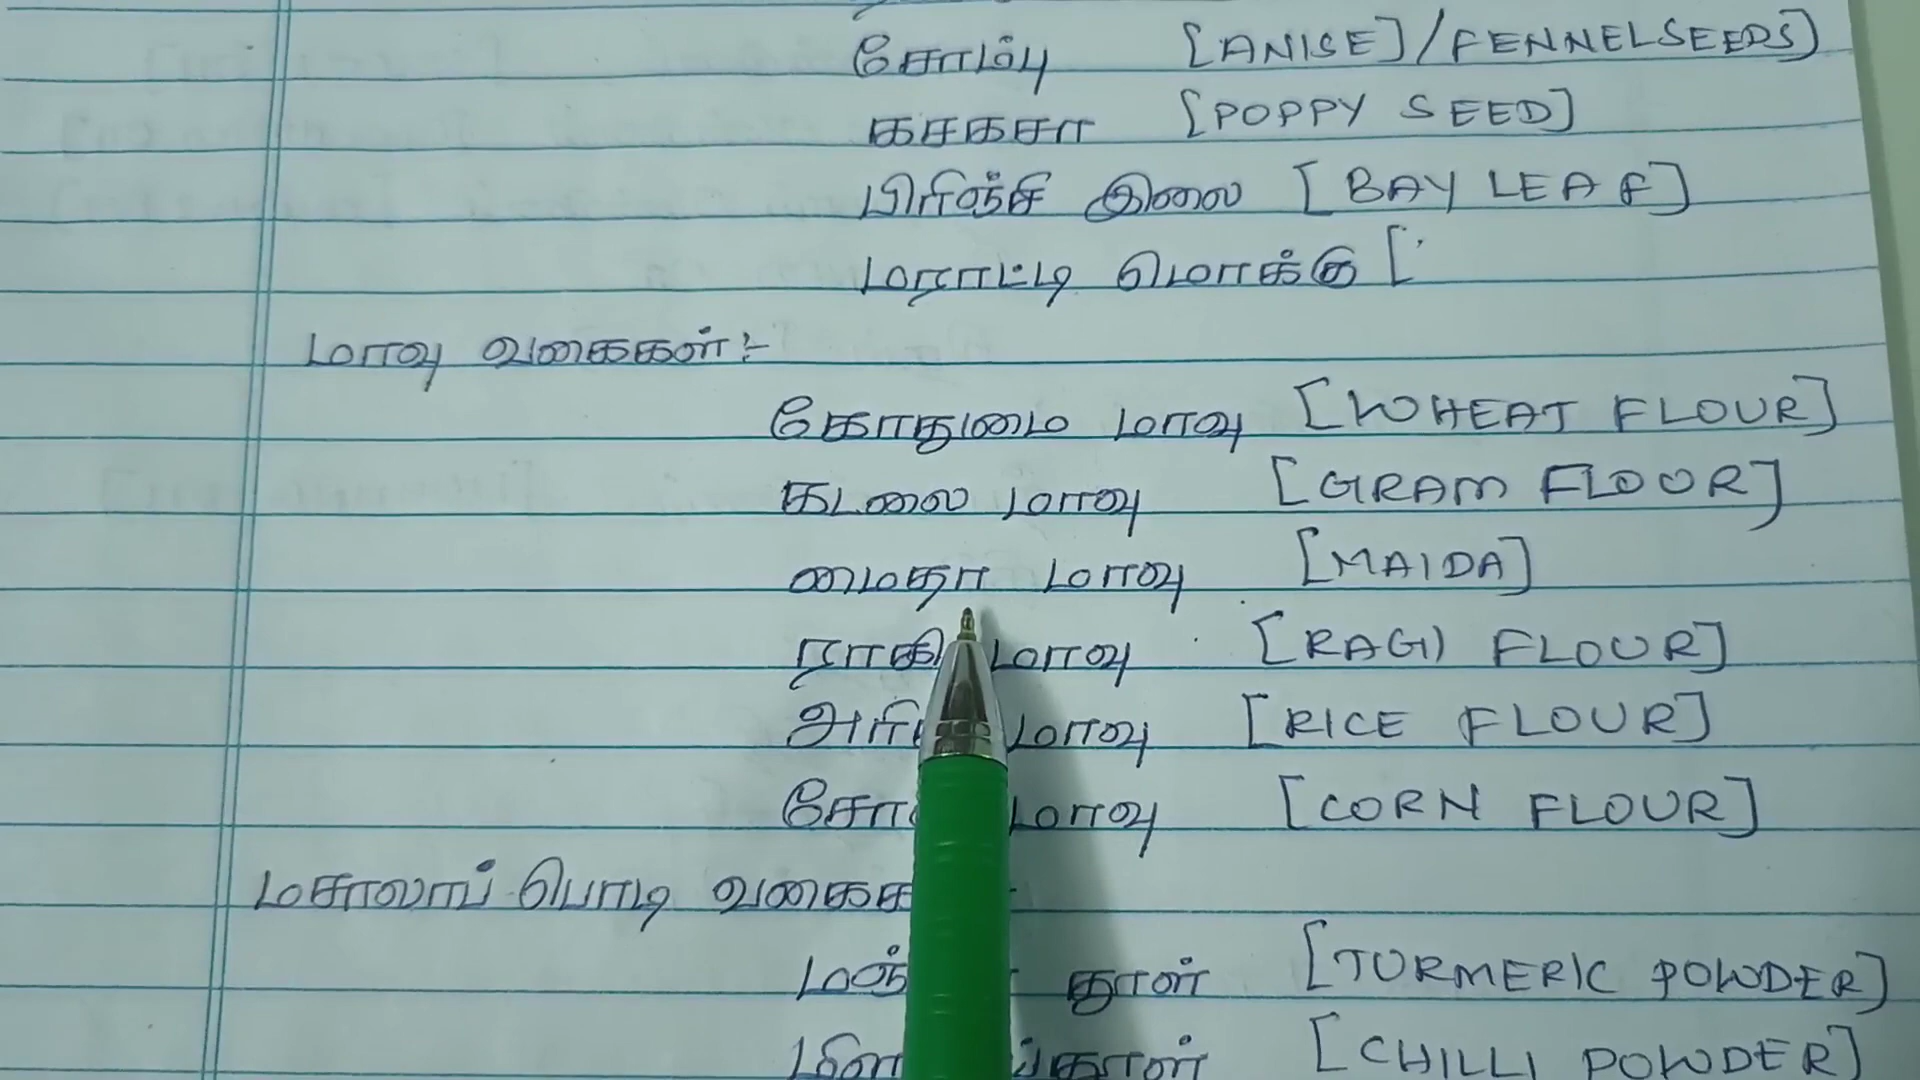 சோம்பு [ANISE]/FENNELSEEDS]
கசகசா [POPPY SEED]
பிரிஞ்சி இலை [BAY LEAF]
மராட்டி மொக்கு [
மாவு வகைகள் :-
கோதுமை மாவு [WHEAT FLOUR]
கடலை மாவு [GRAM FLOOR]
மைதா மாவு [MAIDA]
ராகி மாவு [RAGI FLOUR]
மாவு [RICE FLOUR]
மாவு [CORN FLOUR]
மசாலாப் பொடி
தூள் [TURMERIC POWDER]
[CHILLI POWDER]